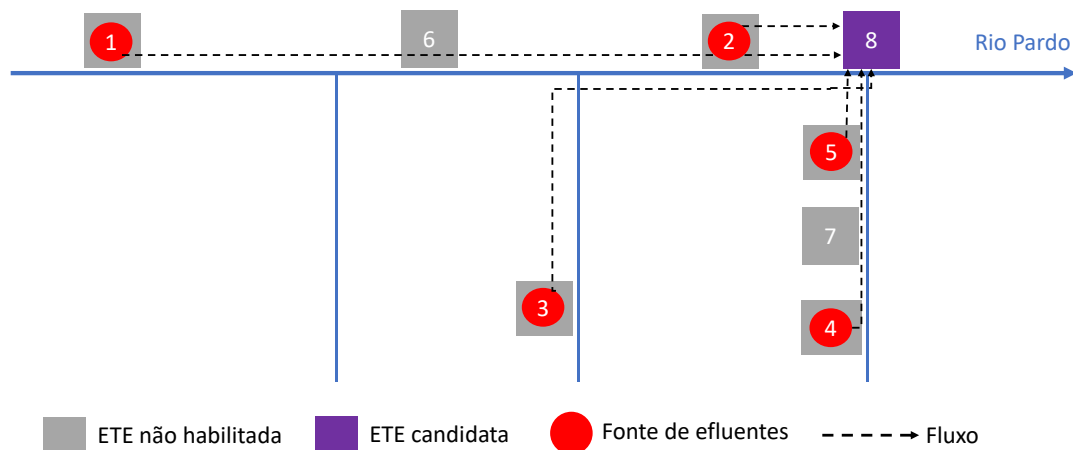 1
6
2
8
Rio Pardo
5
7
3
4
ETE não habilitada
ETE candidata
Fonte de efluentes
Fluxo